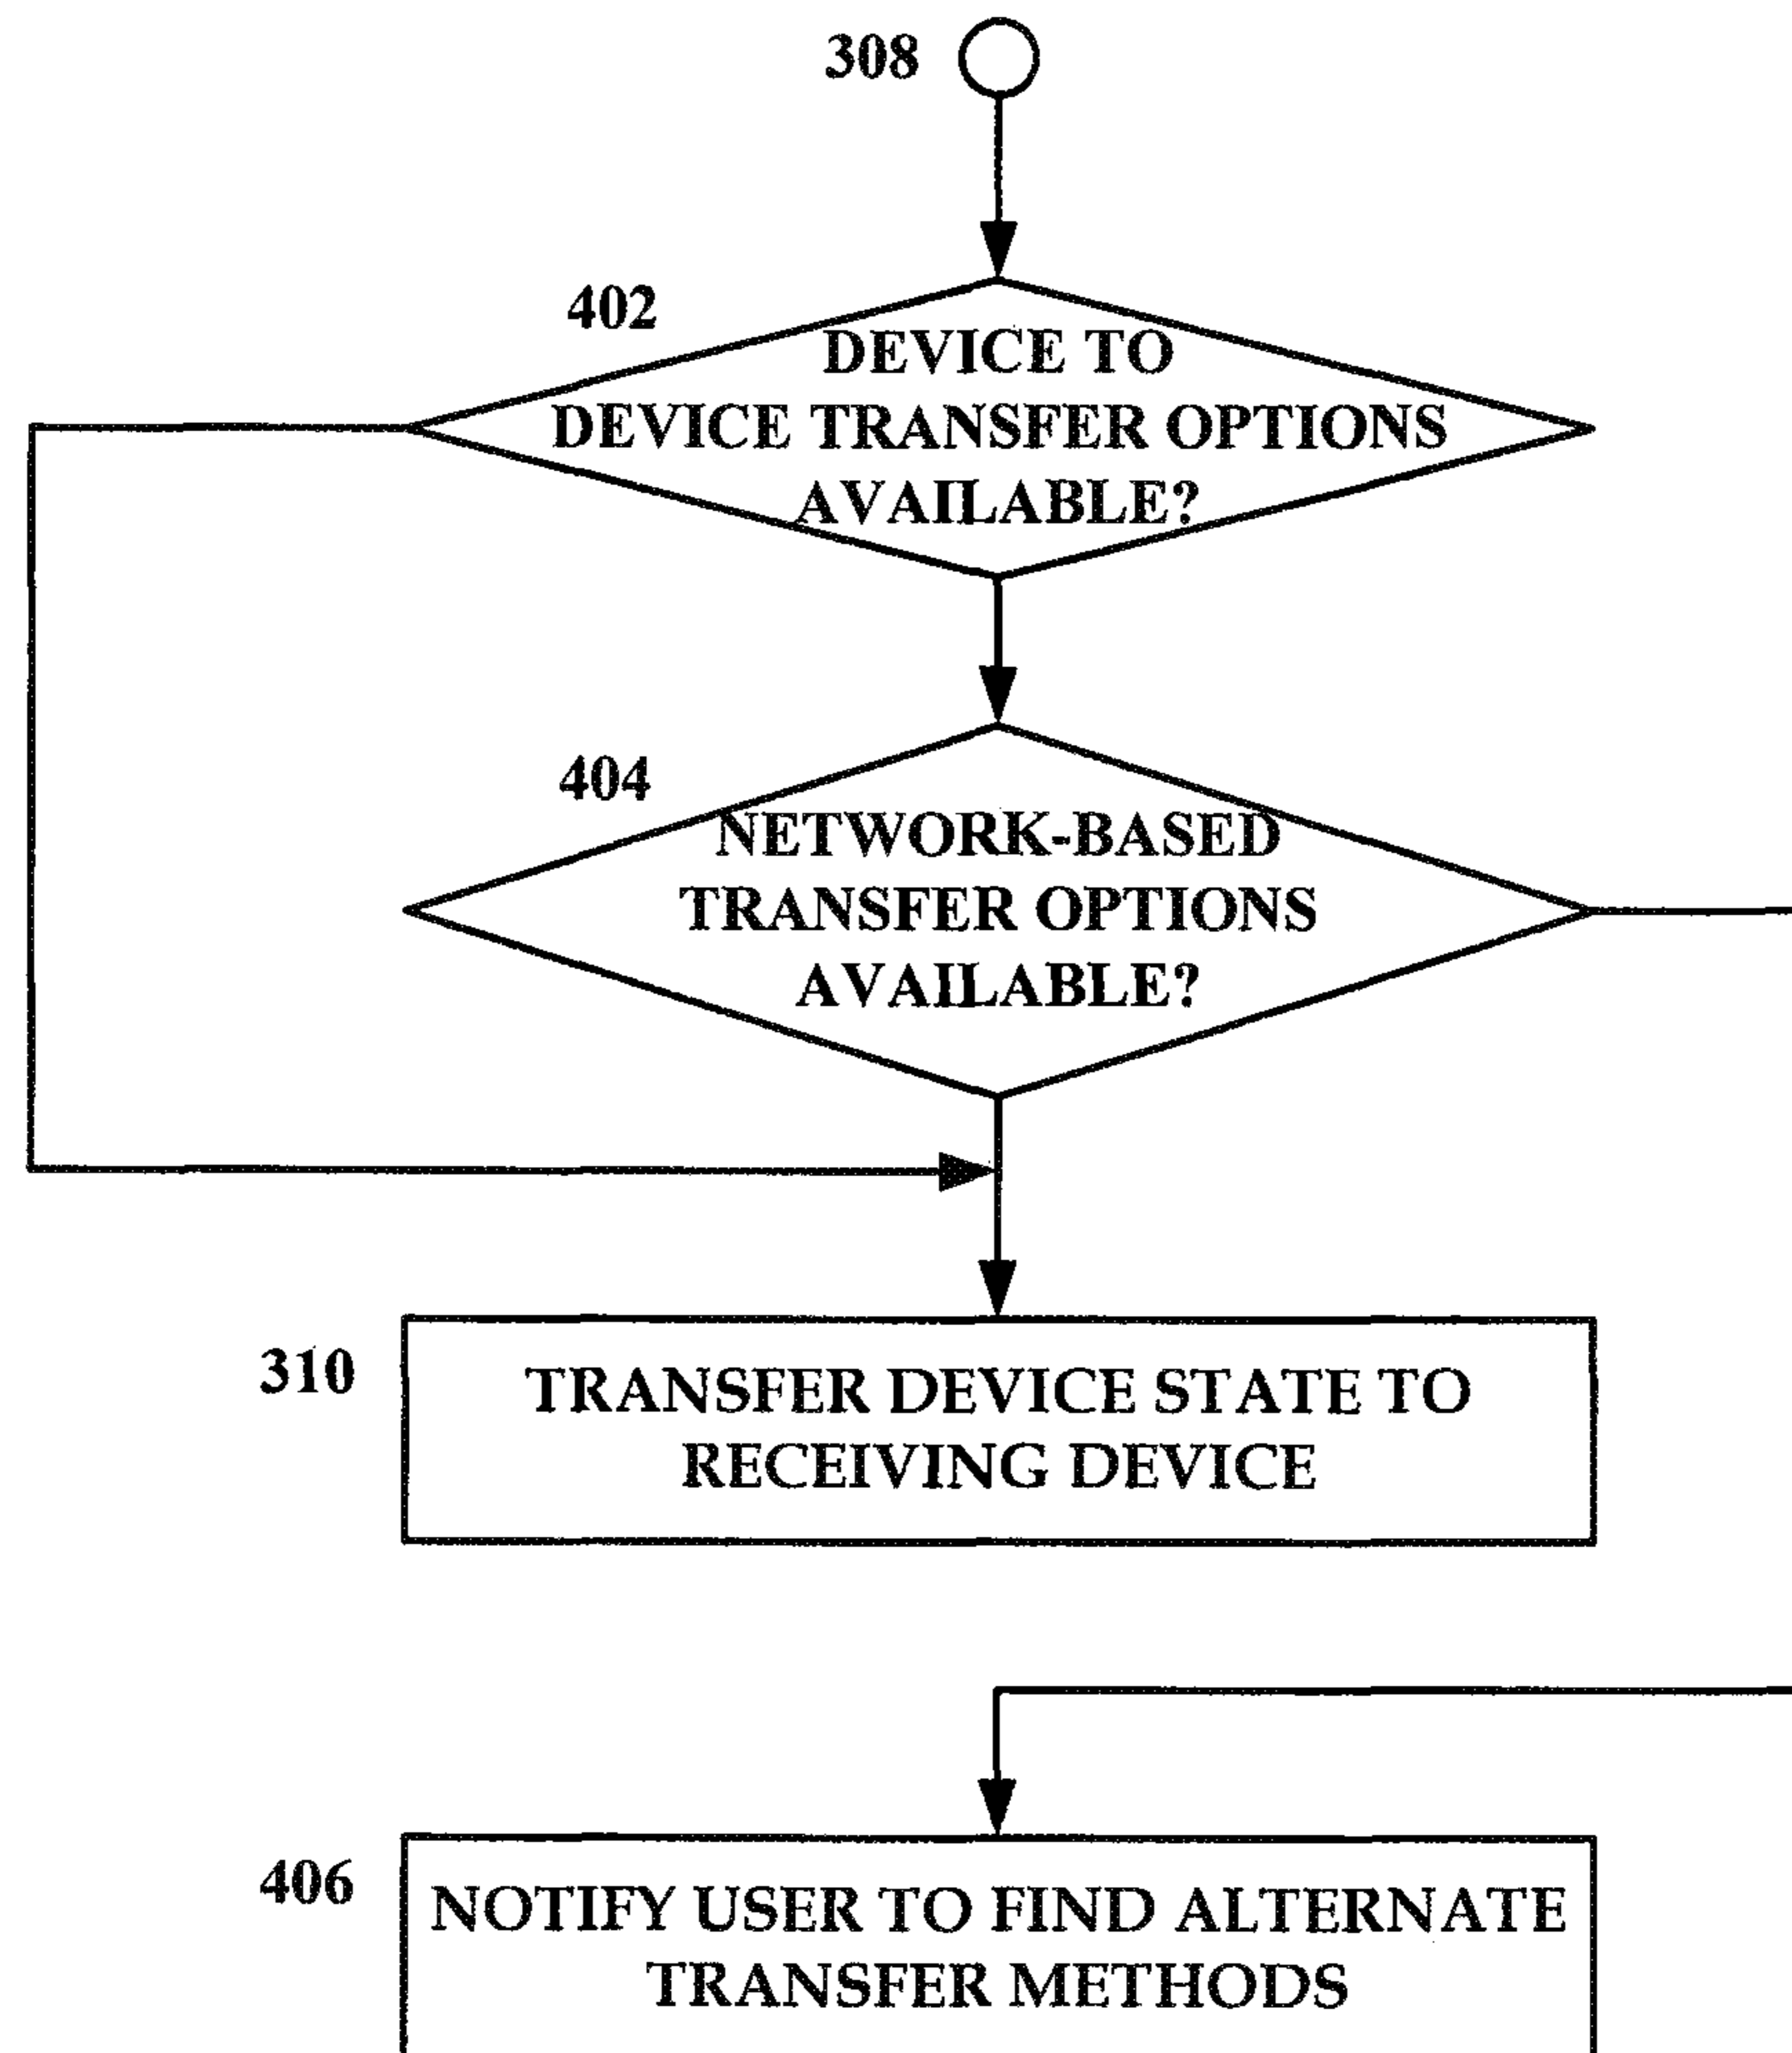 308
402
DEVICE TO
DEVICE TRANSFER OPTIONS
AVAILABLE?
404
NETWORK-BASED
TRANSFER OPTIONS
AVAILABLE?
310
TRANSFER DEVICE STATE TO
RECEIVING DEVICE
406
NOTIFY USER TO FIND ALTERNATE
TRANSFER METHODS